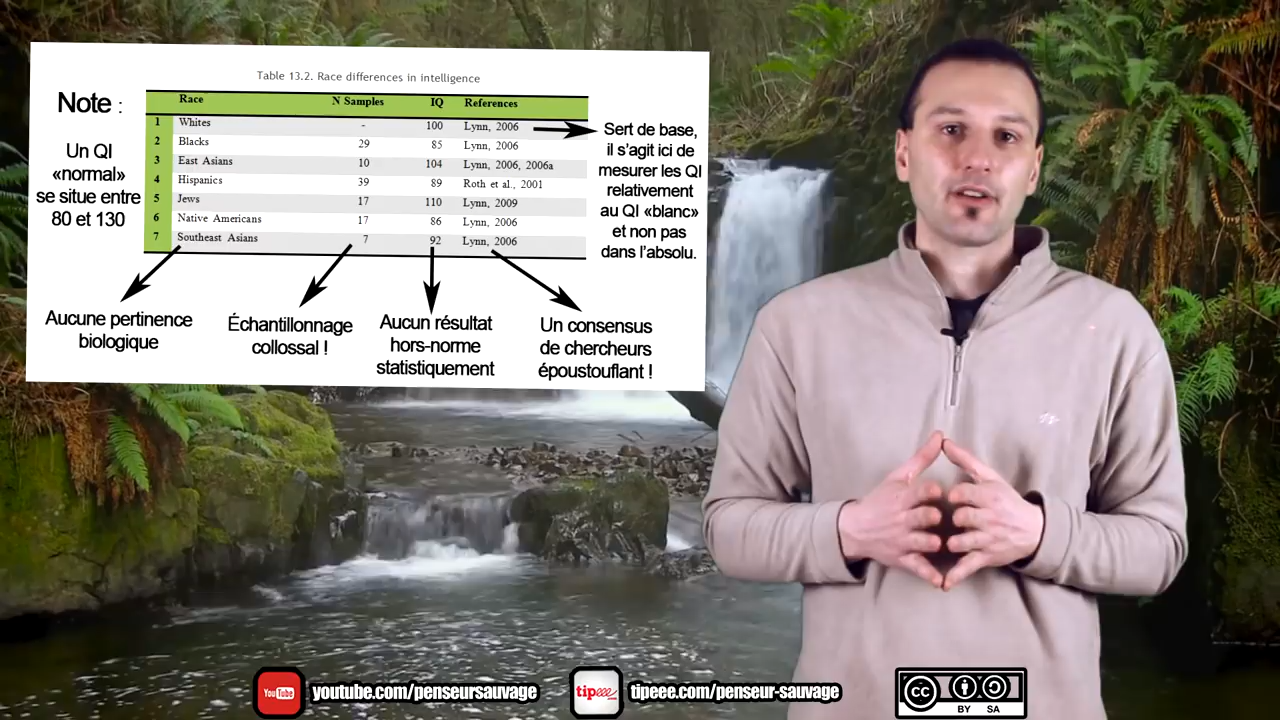 Table 13.2. Race differences in intelligence
Note :
Un QI
«normal»
se situe entre
80 et 130
Race N Samples IQ References
1 Whites - 100 Lynn, 2006
2 Blacks 29 85 Lynn, 2006
3 East Asians 10 104 Lynn, 2006, 2006a
4 Hispanics 39 89 Roth et al., 2001
5 Jews 17 110 Lynn, 2009
6 Native Americans 17 86 Lynn, 2006
7 Southeast Asians 7 92 Lynn, 2006
Sert de base,
il s'agit ici de
mesurer les QI
relativement
au QI «blanc»
et non pas
dans l'absolu.
Aucune pertinence
biologique
Échantillonnage
collossal !
Aucun résultat
hors-norme
statistiquement
Un consensus
de chercheurs
époustouflant !
YouTube youtube.com/penseursauvage
tipeee tipeee.com/penseur-sauvage
cc
BY SA